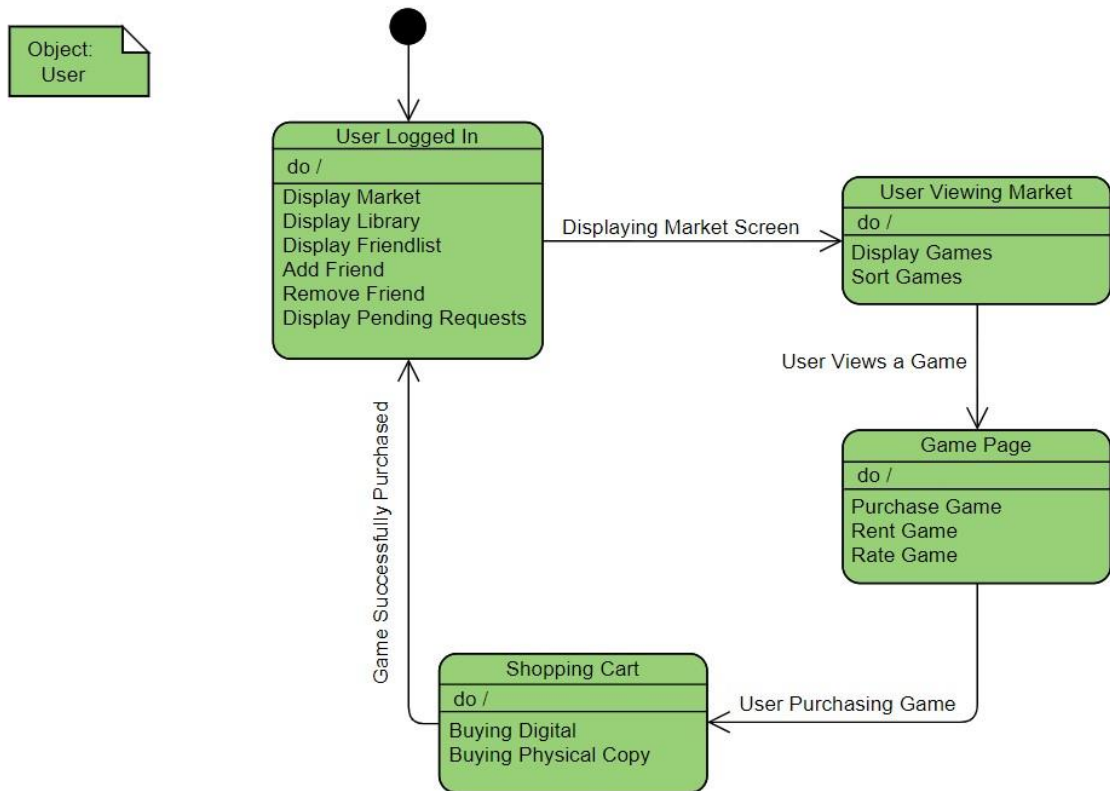 Object:
User
User Logged In
do /
Display Market
Display Library
Display Friendlist
Add Friend
Remove Friend
Display Pending Requests
Displaying Market Screen
User Viewing Market
do /
Display Games
Sort Games
User Views a Game
Game Page
do /
Purchase Game
Rent Game
Rate Game
User Purchasing Game
Shopping Cart
do /
Buying Digital
Buying Physical Copy
Game Successfully Purchased